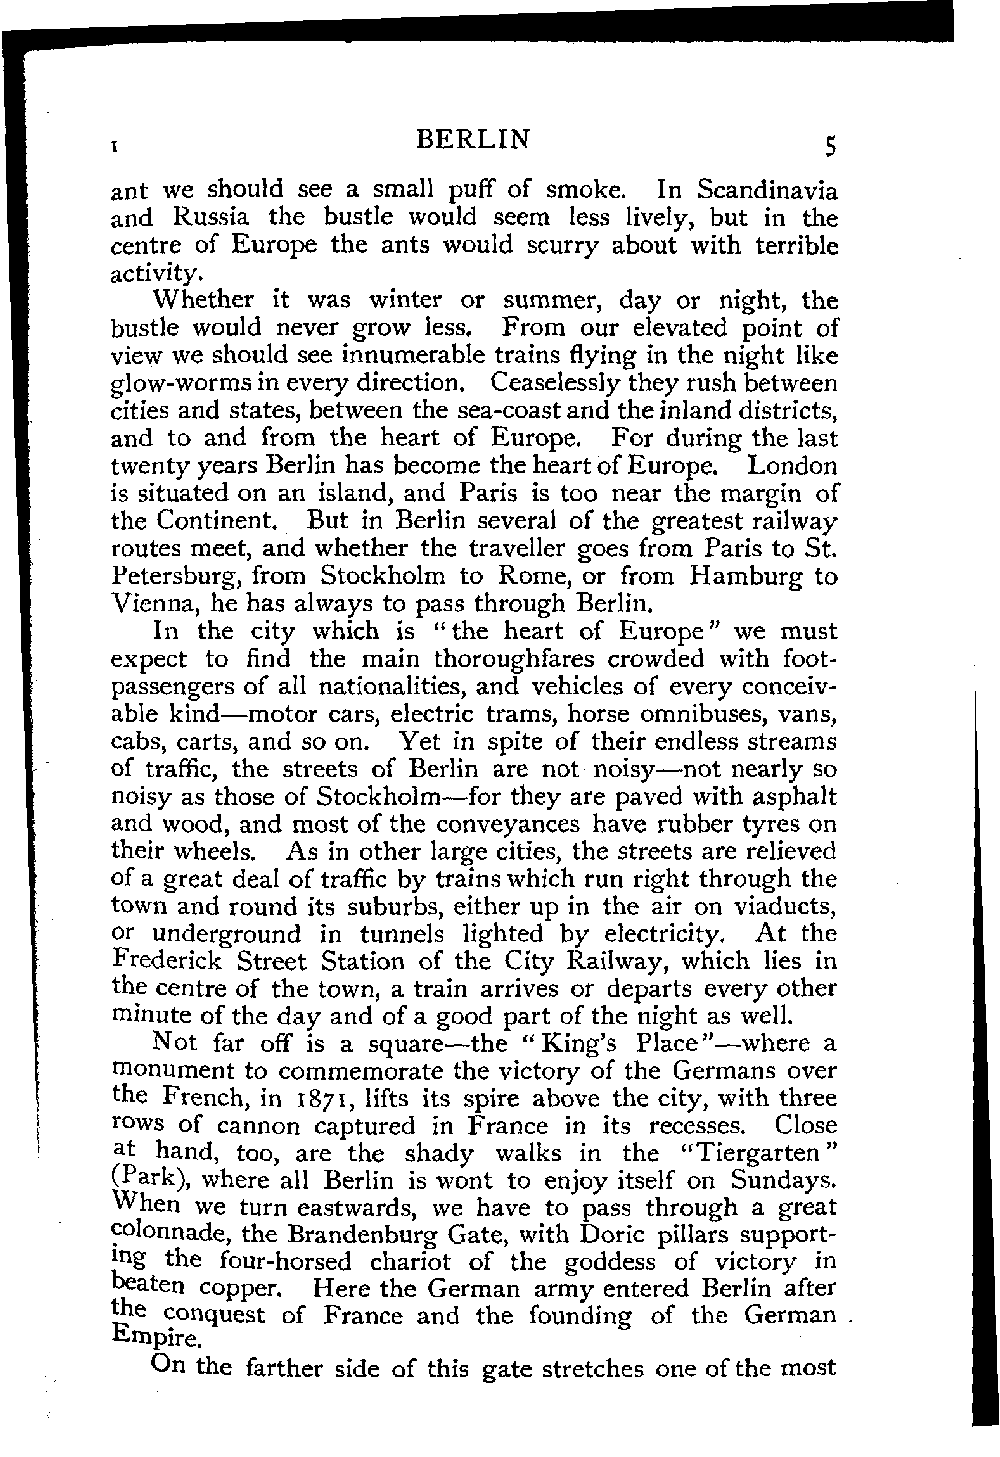 I BERLIN 5
ant we should see a small puff of smoke. In Scandinavia
and Russia the bustle would seem less lively, but in the
centre of Europe the ants would scurry about with terrible
activity.
Whether it was winter or summer, day or night, the
bustle would never grow less. From our elevated point of
view we should see innumerable trains flying in the night like
glow-worms in every direction. Ceaselessly they rush between
cities and states, between the sea-coast and the inland districts,
and to and from the heart of Europe. For during the last
twenty years Berlin has become the heart of Europe. London
is situated on an island, and Paris is too near the margin of
the Continent. But in Berlin several of the greatest railway
routes meet, and whether the traveller goes from Paris to St.
Petersburg, from Stockholm to Rome, or from Hamburg to
Vienna, he has always to pass through Berlin.
In the city which is "the heart of Europe" we must
expect to find the main thoroughfares crowded with foot-
passengers of all nationalities, and vehicles of every conceiv-
able kind—motor cars, electric trams, horse omnibuses, vans,
cabs, carts, and so on. Yet in spite of their endless streams
of traffic, the streets of Berlin are not noisy—not nearly so
noisy as those of Stockholm—for they are paved with asphalt
and wood, and most of the conveyances have rubber tyres on
their wheels. As in other large cities, the streets are relieved
of a great deal of traffic by trains which run right through the
town and round its suburbs, either up in the air on viaducts,
or underground in tunnels lighted by electricity. At the
Frederick Street Station of the City Railway, which lies in
the centre of the town, a train arrives or departs every other
minute of the day and of a good part of the night as well.
Not far off is a square—the "King's Place"—where a
monument to commemorate the victory of the Germans over
the French, in 1871, lifts its spire above the city, with three
rows of cannon captured in France in its recesses. Close
at hand, too, are the shady walks in the "Tiergarten"
(Park), where all Berlin is wont to enjoy itself on Sundays.
When we turn eastwards, we have to pass through a great
colonnade, the Brandenburg Gate, with Doric pillars support-
ing the four-horsed chariot of the goddess of victory in
beaten copper. Here the German army entered Berlin after
the conquest of France and the founding of the German
Empire.
On the farther side of this gate stretches one of the most